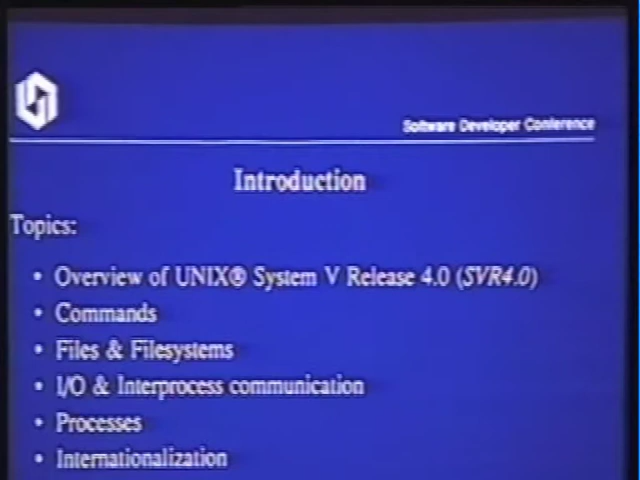 Software Developer Conference
Introduction
Topics:
• Overview of UNIX® System V Release 4.0 (SVR4.0)
• Commands
• Files & Filesystems
• I/O & Interprocess communication
• Processes
• Internationalization